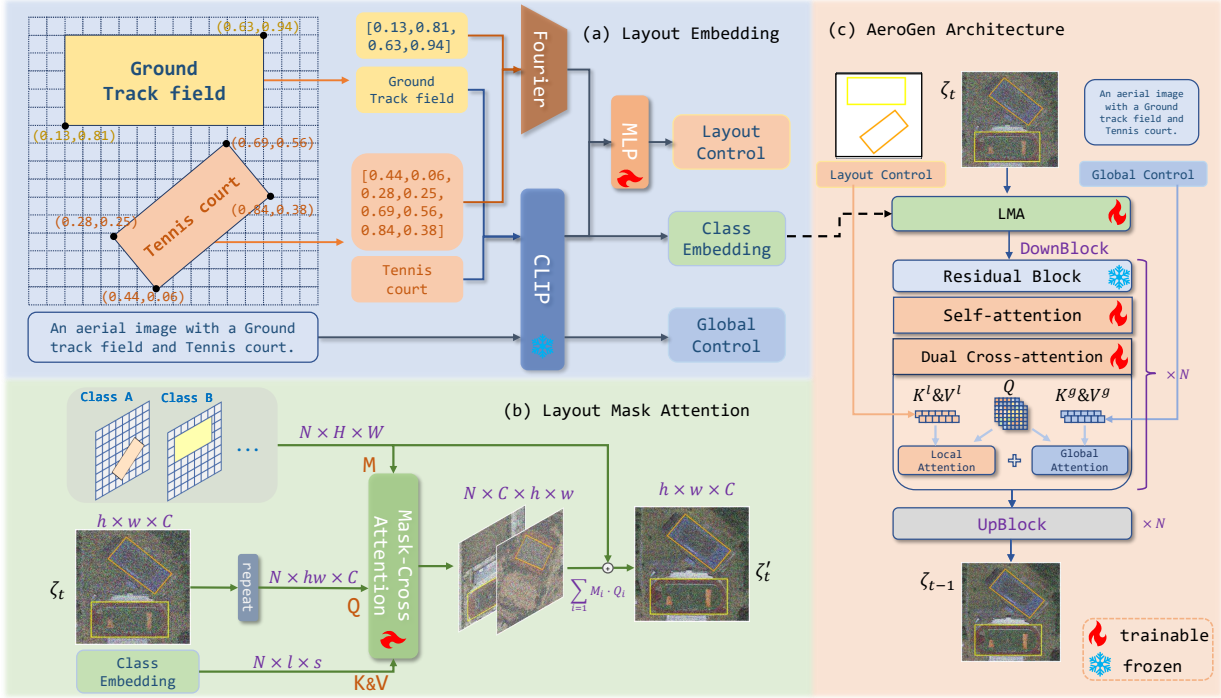 (a) Layout Embedding
(0.63,0.94)
Ground
Track field
(0.13,0.81)
(0.69,0.56)
Tennis court
(0.28,0.25)
(0.84,0.38)
(0.44,0.06)
[0.13,0.81,
0.63,0.94]
Ground
Track field
[0.44,0.06,
0.28,0.25,
0.69,0.56,
0.84,0.38]
Tennis
court
Fourier
CLIP
MLP
Layout
Control
Class
Embedding
Global
Control
An aerial image with a Ground
track field and Tennis court.
(b) Layout Mask Attention
Class A
Class B
...
N × H × W
M
h × w × C
ζt
repeat
N × hw × C
Q
Mask-Cross
Attention
Class
Embedding
N × l × s
K&V
N × C × h × w
∑i=1 Mi · Qi
h × w × C
ζ't
(c) AeroGen Architecture
ζt
An aerial image
with a Ground
track field and
Tennis court.
Layout Control
Global Control
LMA
DownBlock
Residual Block
Self-attention
Dual Cross-attention
× N
K^l&V^l
Q
K^g&V^g
Local
Attention
Global
Attention
UpBlock
× N
ζt−1
trainable
frozen